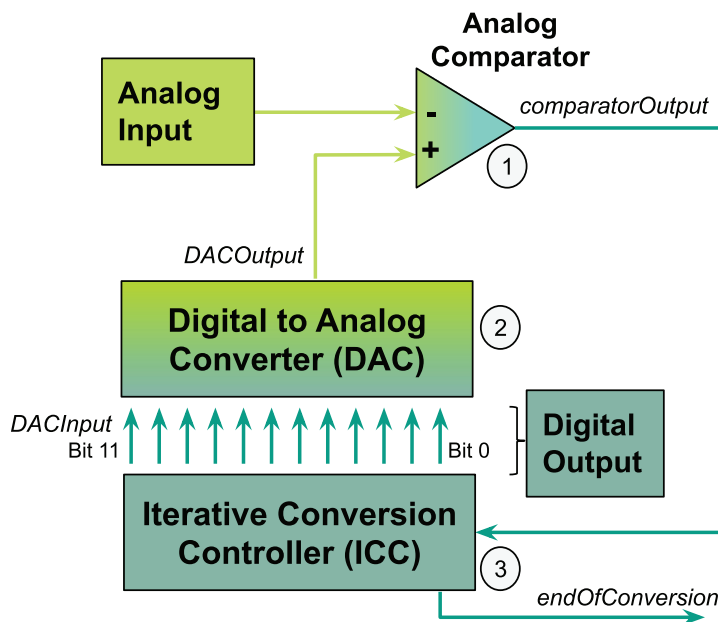 Analog
Comparator
Analog
Input
comparatorOutput
-
+
1
DACOutput
Digital to Analog
Converter (DAC)
2
DACInput
Bit 11
Bit 0
Digital
Output
Iterative Conversion
Controller (ICC)
3
endOfConversion